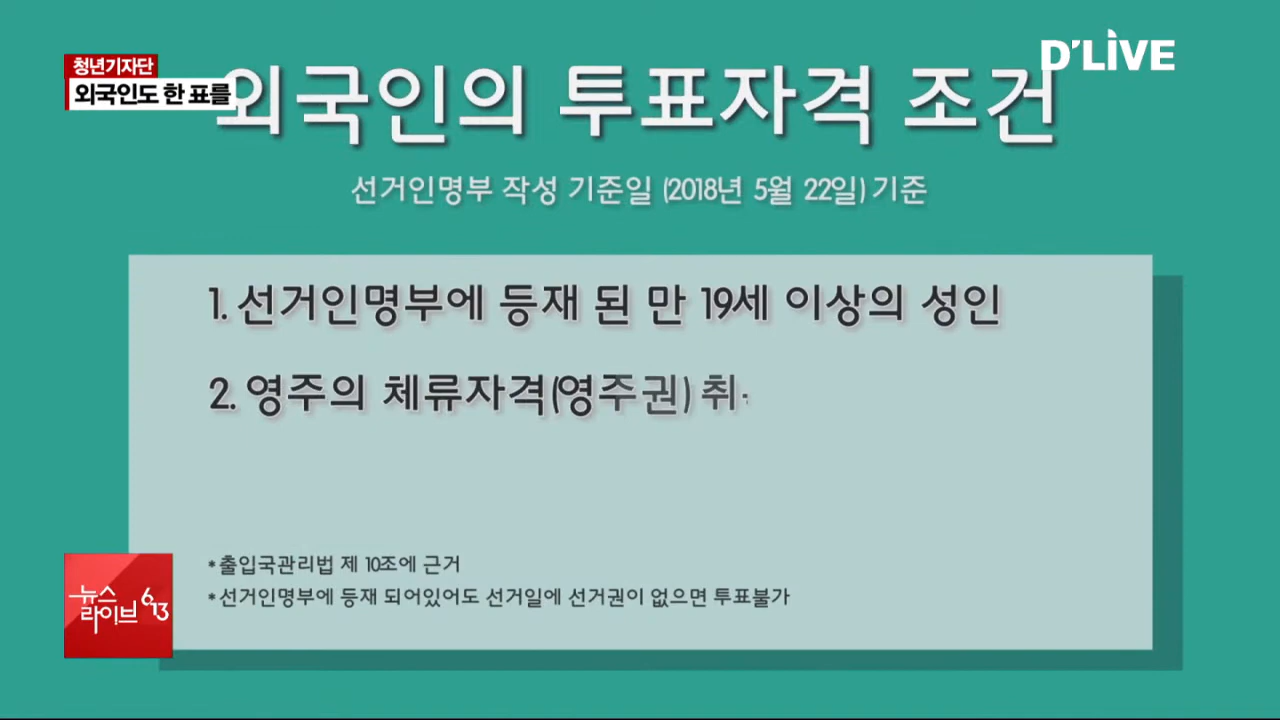 청년기자단
외국인도 한 표를
D'LIVE
외국인의 투표자격 조건
선거인명부 작성 기준일 (2018년 5월 22일) 기준
1. 선거인명부에 등재 된 만 19세 이상의 성인
2. 영주의 체류자격(영주권) 취
*출입국관리법 제 10조에 근거
*선거인명부에 등재 되어있어도 선거일에 선거권이 없으면 투표불가
뉴스
라이브 6.13